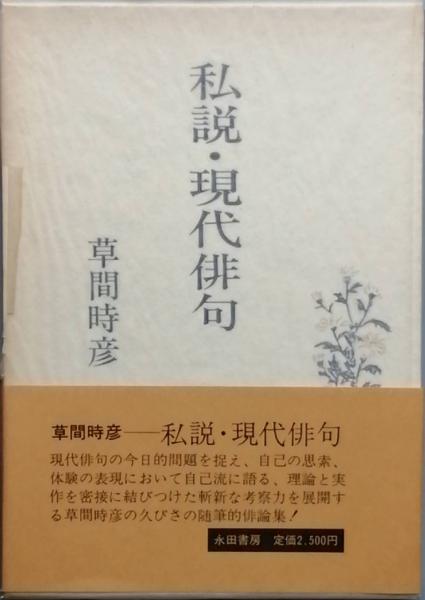 私説・現代俳句
草間時彦
草間時彦──私説・現代俳句
現代俳句の今日的問題を捉え、自己の思索、
体験の表現において自己流に語る、理論と実
作を密接に結びつけた斬新な考察力を展開す
る草間時彦の久びさの随筆的俳論集!
永田書房 定価2,500円